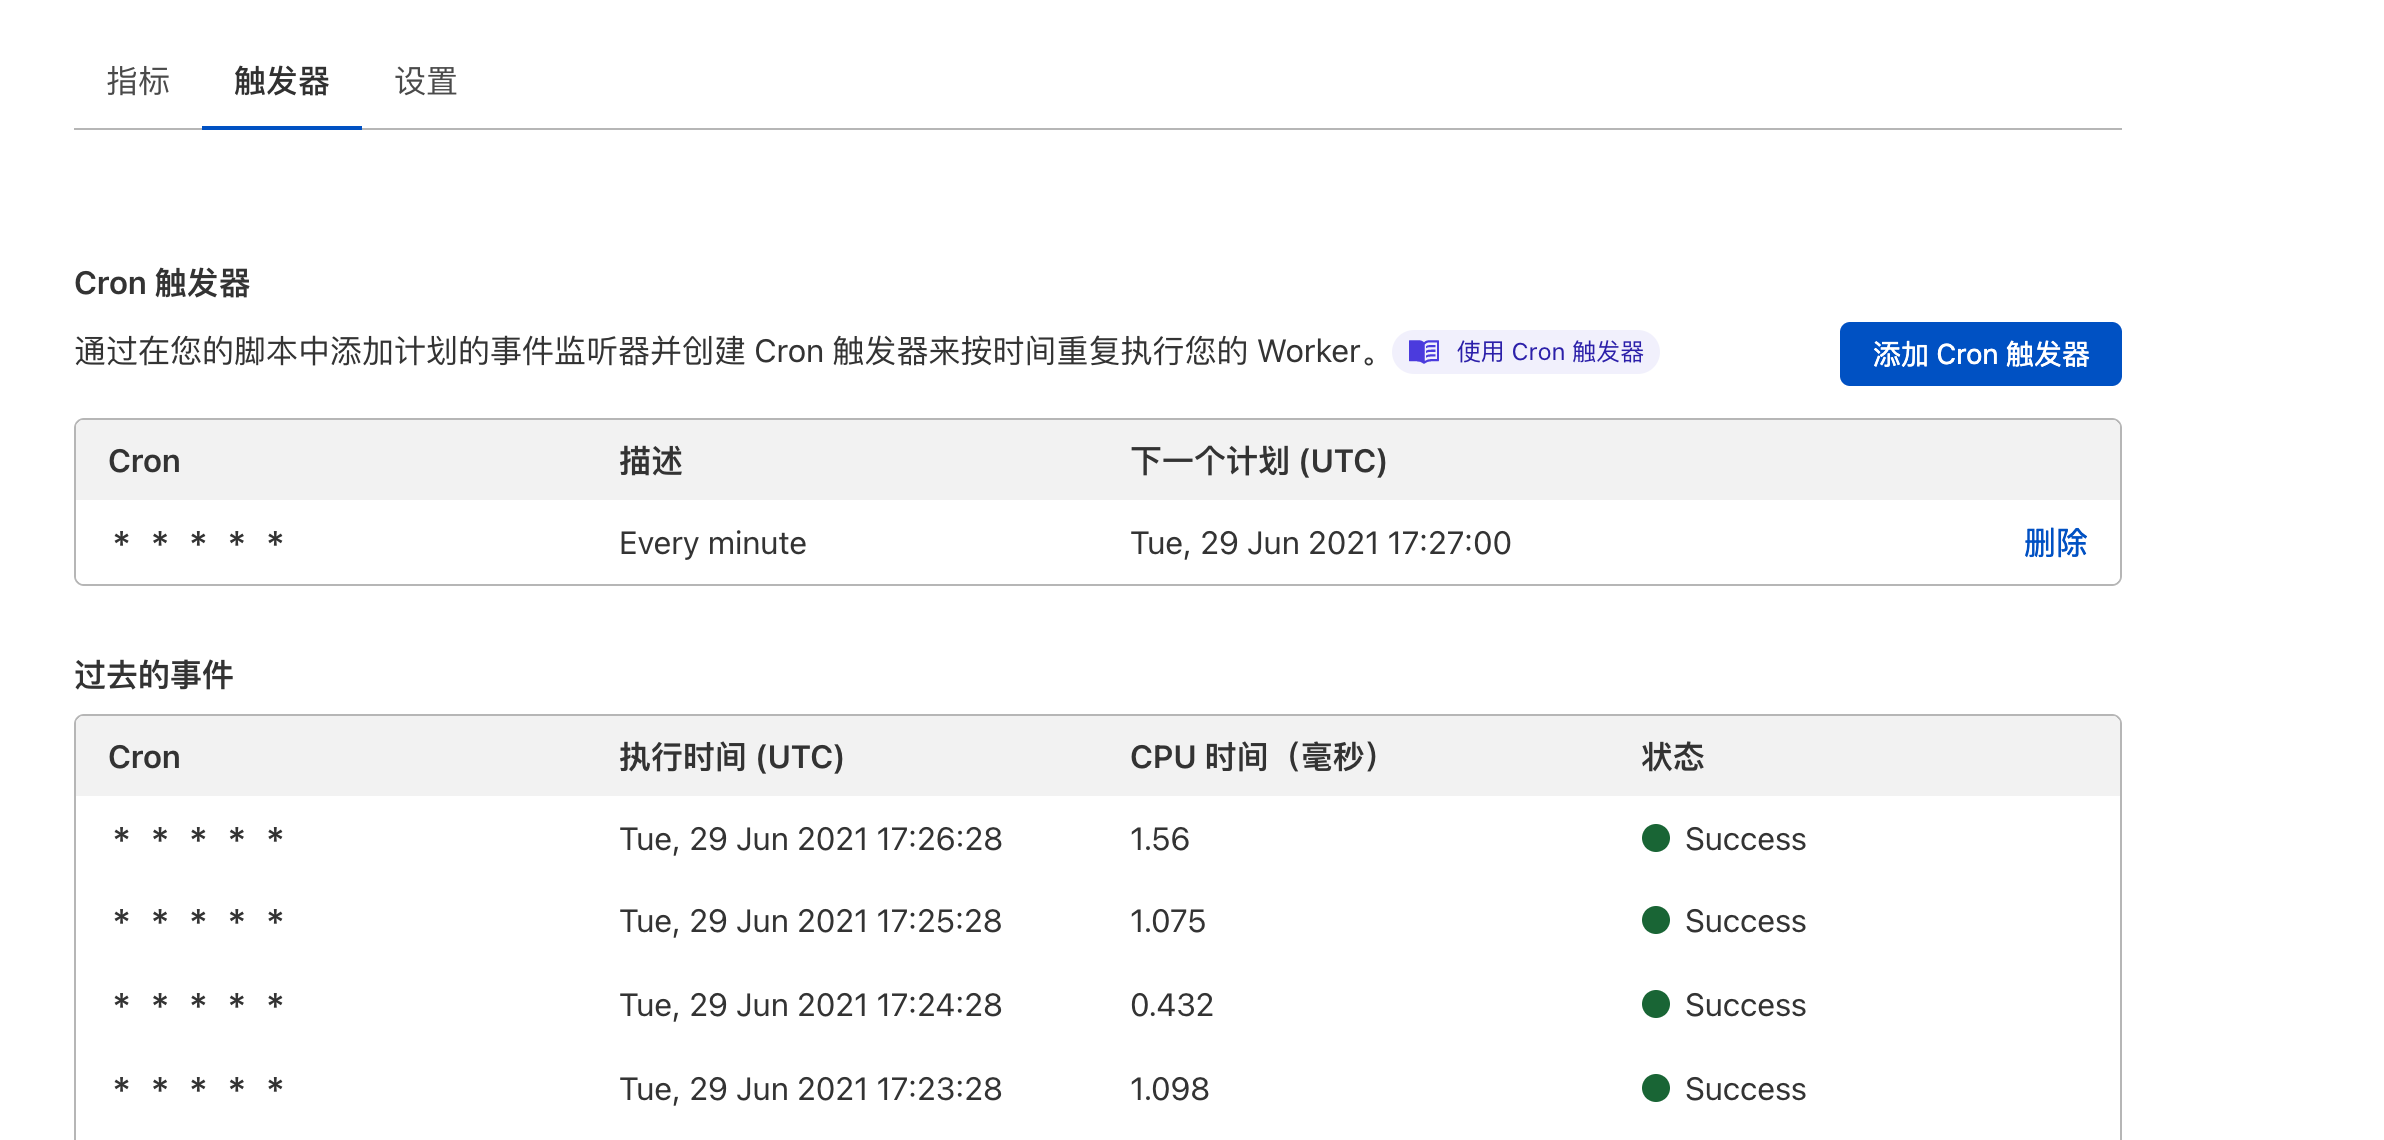 指标 触发器 设置
Cron 触发器
通过在您的脚本中添加计划的事件监听器并创建 Cron 触发器来按时间重复执行您的 Worker。 使用 Cron 触发器 添加 Cron 触发器
Cron 描述 下一个计划 (UTC)
* * * * * Every minute Tue, 29 Jun 2021 17:27:00 删除
过去的事件
Cron 执行时间 (UTC) CPU 时间（毫秒） 状态
* * * * * Tue, 29 Jun 2021 17:26:28 1.56 Success
* * * * * Tue, 29 Jun 2021 17:25:28 1.075 Success
* * * * * Tue, 29 Jun 2021 17:24:28 0.432 Success
* * * * * Tue, 29 Jun 2021 17:23:28 1.098 Success